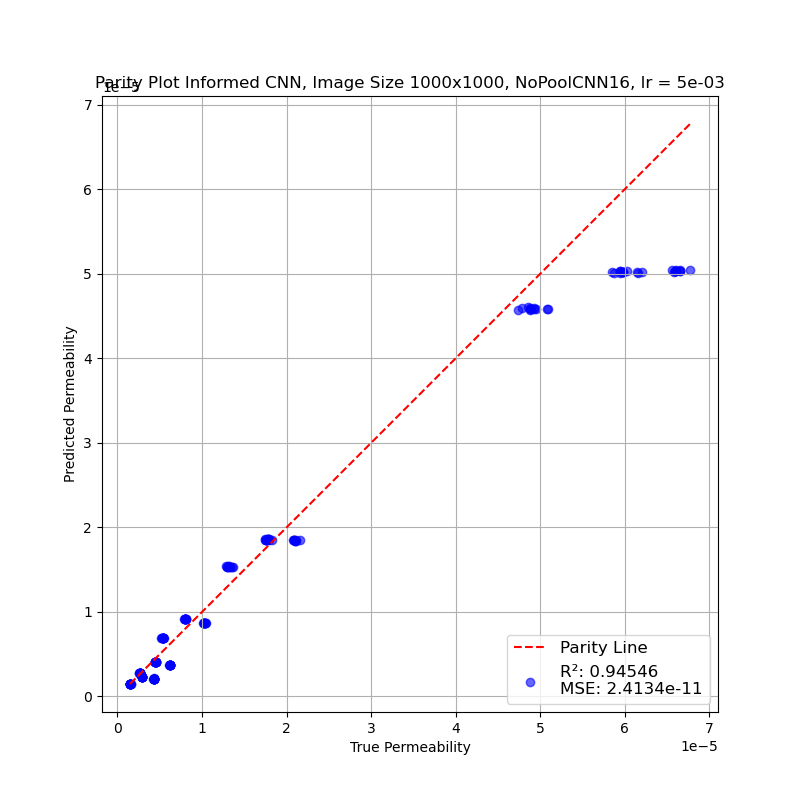 Parity Plot Informed CNN, Image Size 1000x1000, NoPoolCNN16, lr = 5e-03
1e−5
7
6
5
4
3
2
1
0
Predicted Permeability
Parity Line
R²: 0.94546
MSE: 2.4134e-11
0 1 2 3 4 5 6 7
1e−5
True Permeability